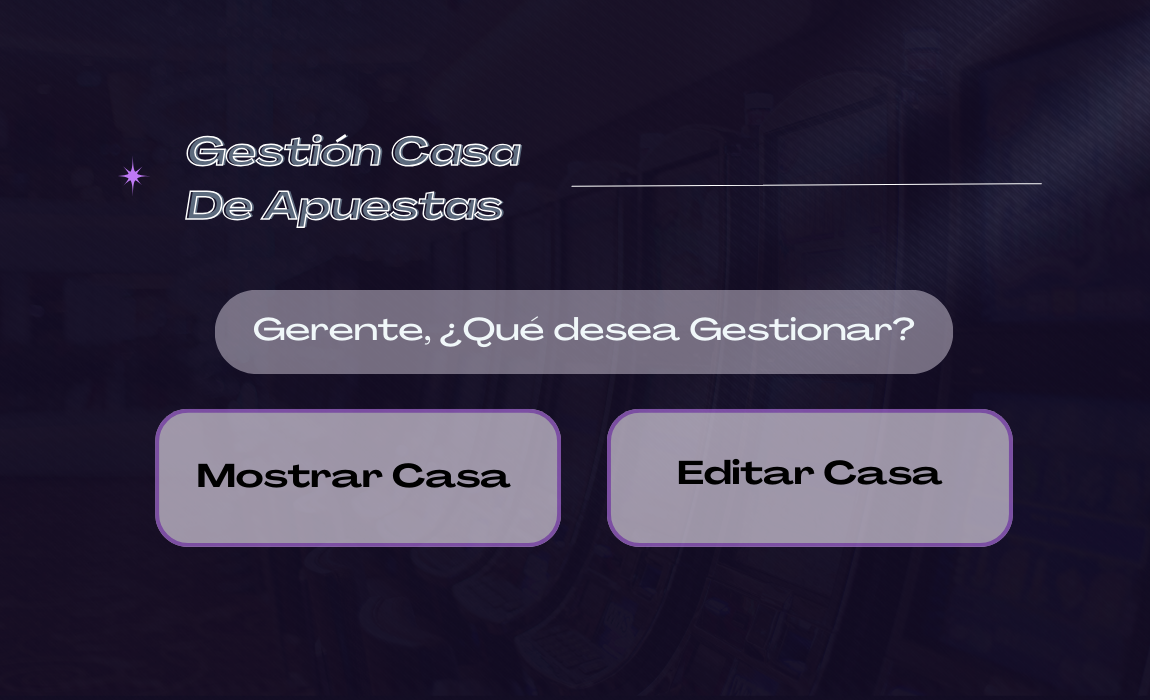 Gestión Casa
De Apuestas
Gerente, ¿Qué desea Gestionar?
Mostrar Casa
Editar Casa